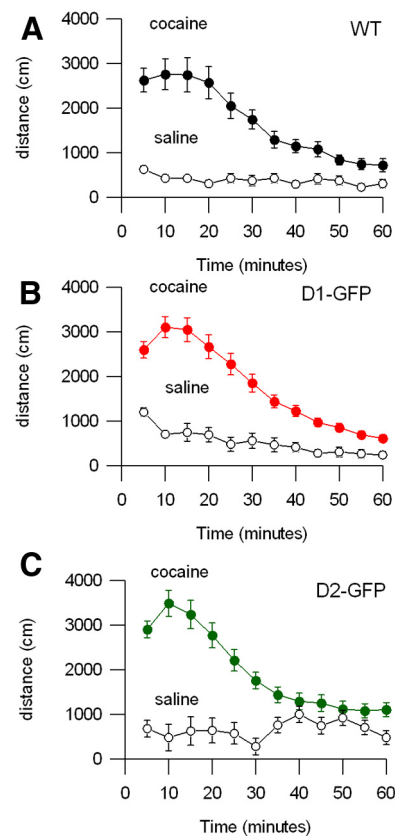 A
cocaine
WT
4000
3000
2000
1000
0
distance (cm)
saline
0 10 20 30 40 50 60
Time (minutes)
B
cocaine
D1-GFP
4000
3000
2000
1000
0
distance (cm)
saline
0 10 20 30 40 50 60
Time (minutes)
C
cocaine
D2-GFP
4000
3000
2000
1000
0
distance (cm)
saline
0 10 20 30 40 50 60
Time (minutes)